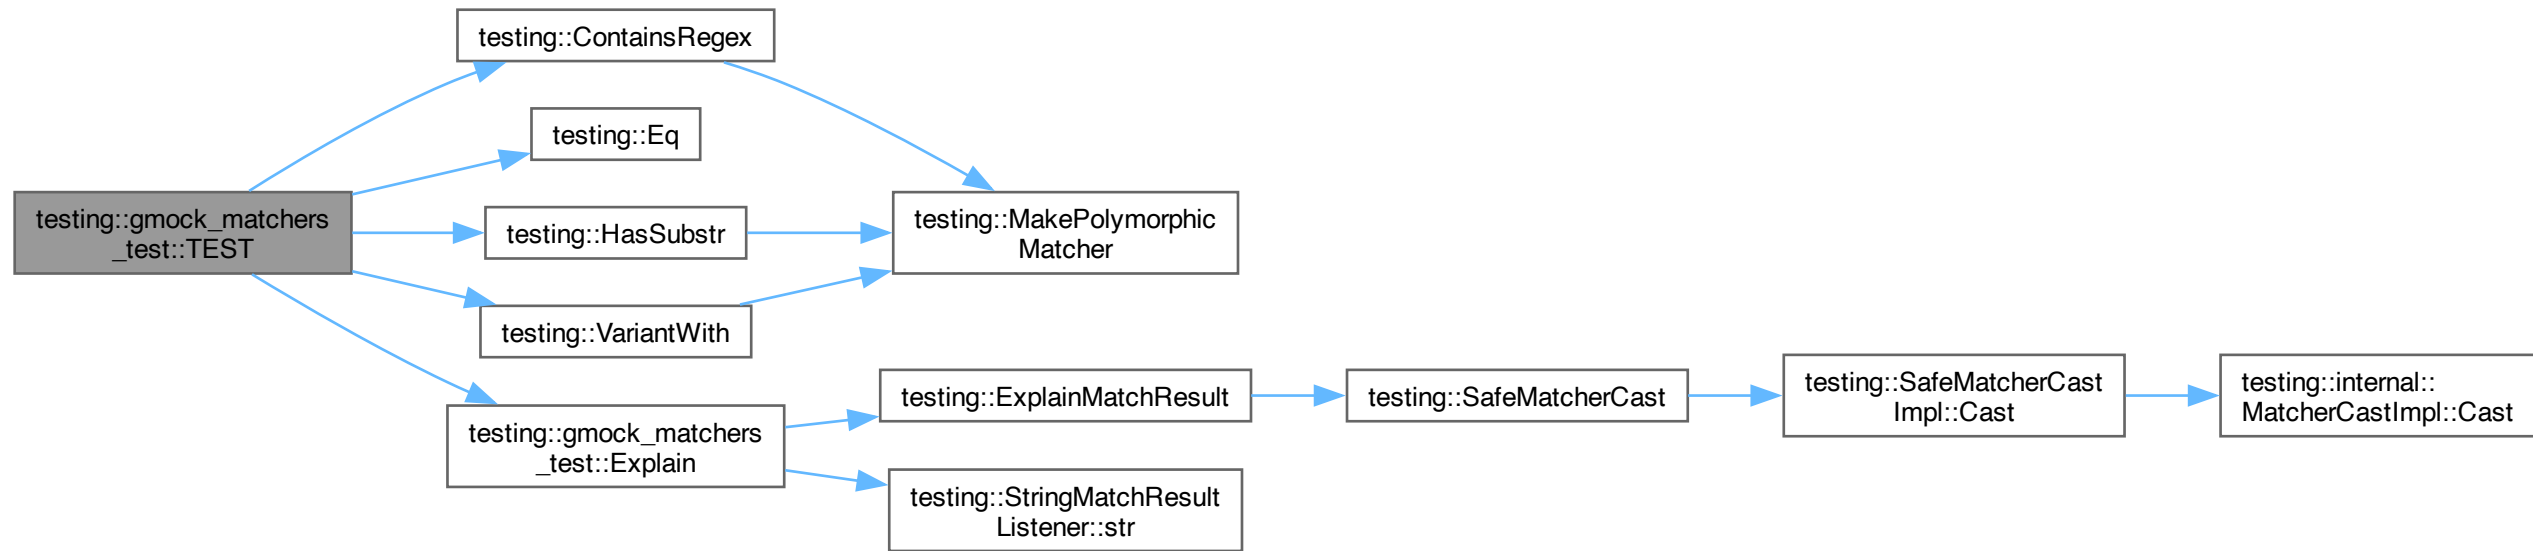 testing::ContainsRegex
testing::Eq
testing::gmock_matchers
_test::TEST
testing::HasSubstr
testing::MakePolymorphic
Matcher
testing::VariantWith
testing::gmock_matchers
_test::Explain
testing::ExplainMatchResult
testing::SafeMatcherCast
testing::SafeMatcherCast
Impl::Cast
testing::internal::
MatcherCastImpl::Cast
testing::StringMatchResult
Listener::str